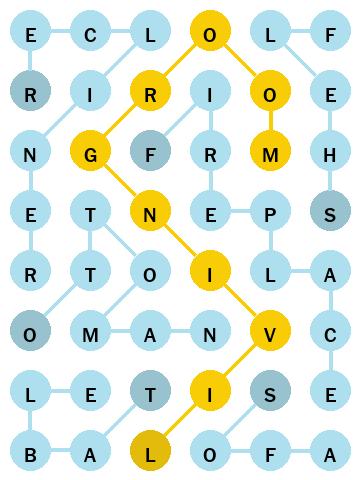 E C L O L F
R I R I O E
N G F R M H
E T N E P S
R T O I L A
O M A N V C
L E T I S E
B A L O F A